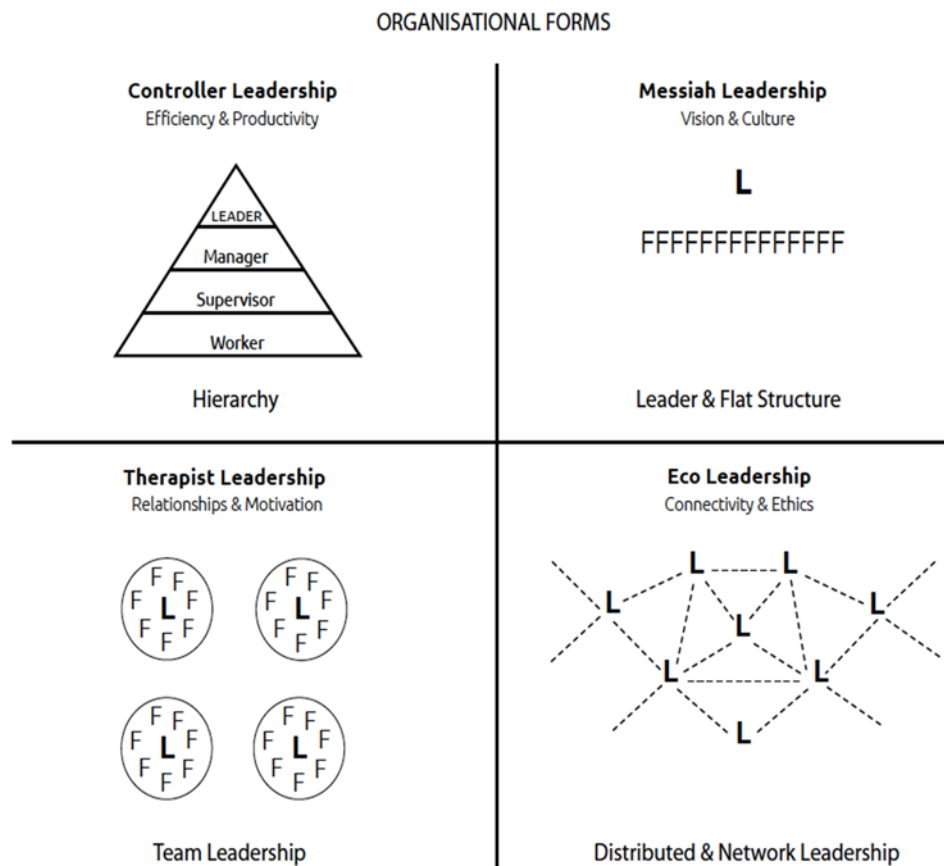 ORGANISATIONAL FORMS
Controller Leadership
Efficiency & Productivity
LEADER
Manager
Supervisor
Worker
Hierarchy
Messiah Leadership
Vision & Culture
L
FFFFFFFFFFFFFF
Leader & Flat Structure
Therapist Leadership
Relationships & Motivation
F F
F L F
F F
F
F F
F L F
F F
F
F F
F L F
F F
F
F F
F L F
F F
F
Team Leadership
Eco Leadership
Connectivity & Ethics
L L
L L
L
L L
L
Distributed & Network Leadership